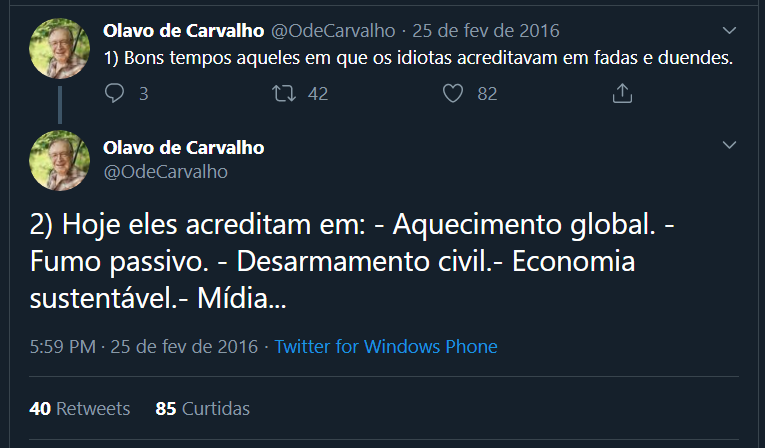 Olavo de Carvalho @OdeCarvalho · 25 de fev de 2016
1) Bons tempos aqueles em que os idiotas acreditavam em fadas e duendes.
3 42 82
Olavo de Carvalho
@OdeCarvalho
2) Hoje eles acreditam em: - Aquecimento global. -
Fumo passivo. - Desarmamento civil.- Economia
sustentável.- Mídia...
5:59 PM · 25 de fev de 2016 · Twitter for Windows Phone
40 Retweets 85 Curtidas